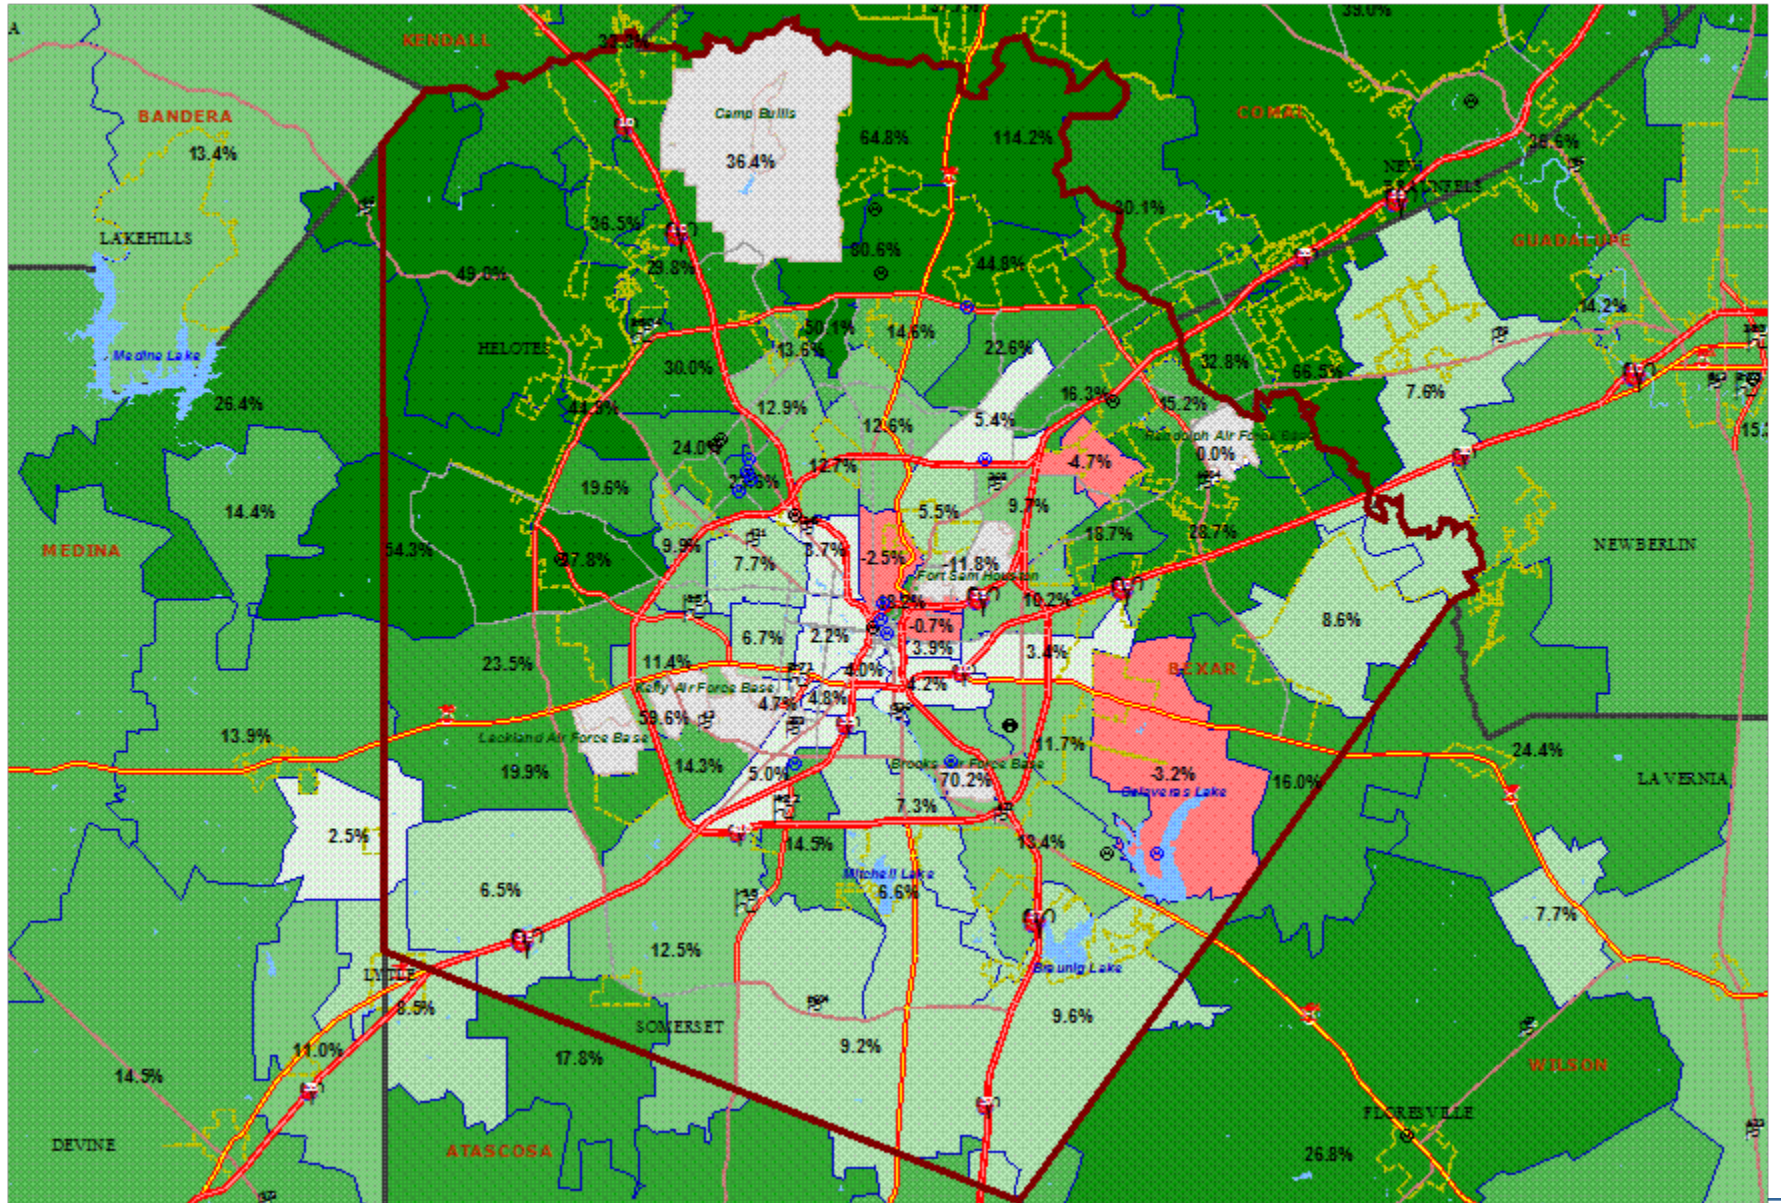 A
KENDALL
39.0%
BANDERA
13.4%
Camp Bullis
36.4%
64.8%
114.2%
COMAL
NEW
LAKEHILLS
36.5%
30.1%
GUADALUPE
49.0%
29.8%
80.6%
44.8%
Medina Lake
HELOTES
50.1%
14.6%
14.2%
13.6%
22.6%
30.0%
32.8%
66.5%
7.6%
26.4%
44.9%
12.9%
5.4%
16.3%
15.2%
12.6%
Randolph Air Force Base
24.0%
12.7%
-4.7%
0.0%
19.6%
14.4%
5.5%
9.7%
MEDINA
54.3%
9.9%
3.7%
-2.5%
18.7%
28.7%
NEWBERLIN
7.7%
-11.8%
Fort Sam Houston
10.2%
8.6%
-0.7%
6.7%
2.2%
3.9%
3.4%
23.5%
11.4%
4.0%
4.2%
BEXAR
Kelly Air Force Base
4.7%
4.8%
59.6%
13.9%
Lackland Air Force Base
11.7%
24.4%
19.9%
14.3%
5.0%
Brooks Air Force Base
70.2%
-3.2%
16.0%
LA VERNIA
Calaveras Lake
7.3%
2.5%
14.5%
13.4%
Mitchell Lake
6.5%
6.6%
7.7%
12.5%
LYTLE
Braunig Lake
8.5%
SOMERSET
9.6%
11.0%
17.8%
9.2%
14.5%
WILSON
FLORESVILLE
DEVINE
ATASCOSA
26.8%